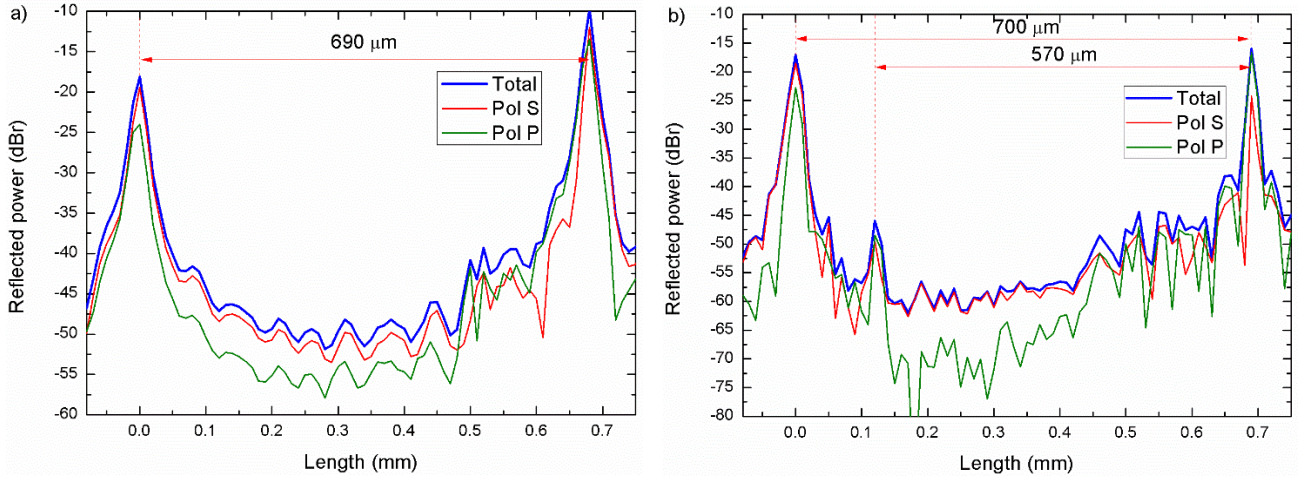 a)
Reflected power (dBr)
-10
-15
-20
-25
-30
-35
-40
-45
-50
-55
-60
690 μm
Total
Pol S
Pol P
0.0 0.1 0.2 0.3 0.4 0.5 0.6 0.7
Length (mm)
b)
Reflected power (dBr)
-10
-15
-20
-25
-30
-35
-40
-45
-50
-55
-60
-65
-70
-75
-80
700 μm
570 μm
Total
Pol S
Pol P
0.0 0.1 0.2 0.3 0.4 0.5 0.6 0.7
Length (mm)